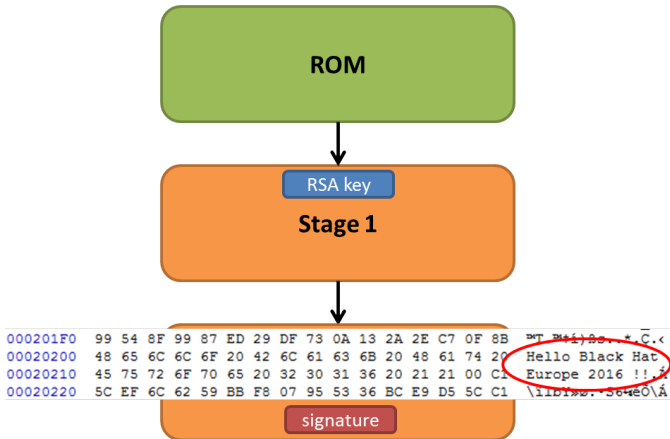 ROM
RSA key
Stage 1
000201F0 99 54 8F 99 87 ED 29 DF 73 0A 13 2A 2E C7 0F 8B
00020200 48 65 6C 6C 6F 20 42 6C 61 63 6B 20 48 61 74 20 Hello Black Hat
00020210 45 75 72 6F 70 65 20 32 30 31 36 20 21 21 00 C1 Europe 2016 !!.Á
00020220 5C EF 6C 62 59 BB F8 07 95 53 36 BC E9 D5 5C C1
signature